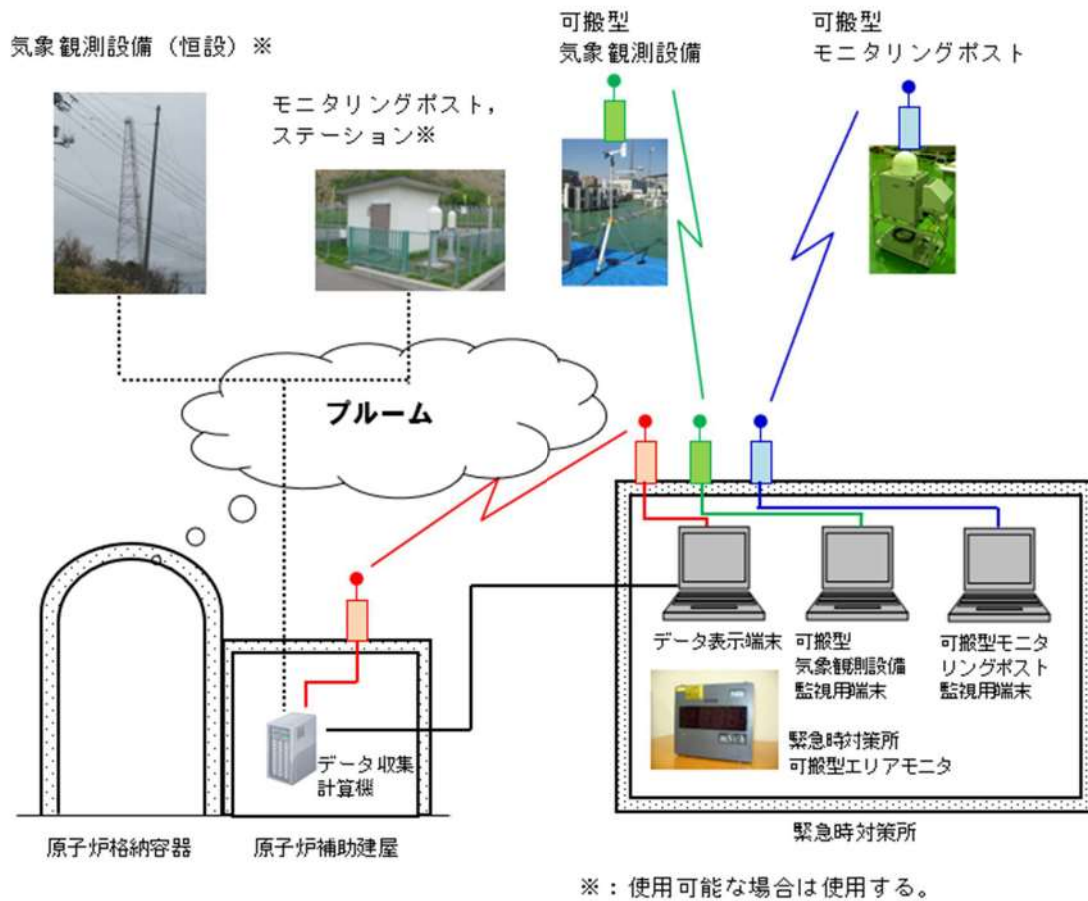 気象観測設備（恒設）※
モニタリングポスト，
ステーション※
可搬型
気象観測設備
可搬型
モニタリングポスト
プルーム
データ表示端末
可搬型
気象観測設備
監視用端末
可搬型モニタ
リングポスト
監視用端末
データ収集
計算機
緊急時対策所
可搬型エリアモニタ
原子炉格納容器
原子炉補助建屋
緊急時対策所
※：使用可能な場合は使用する。